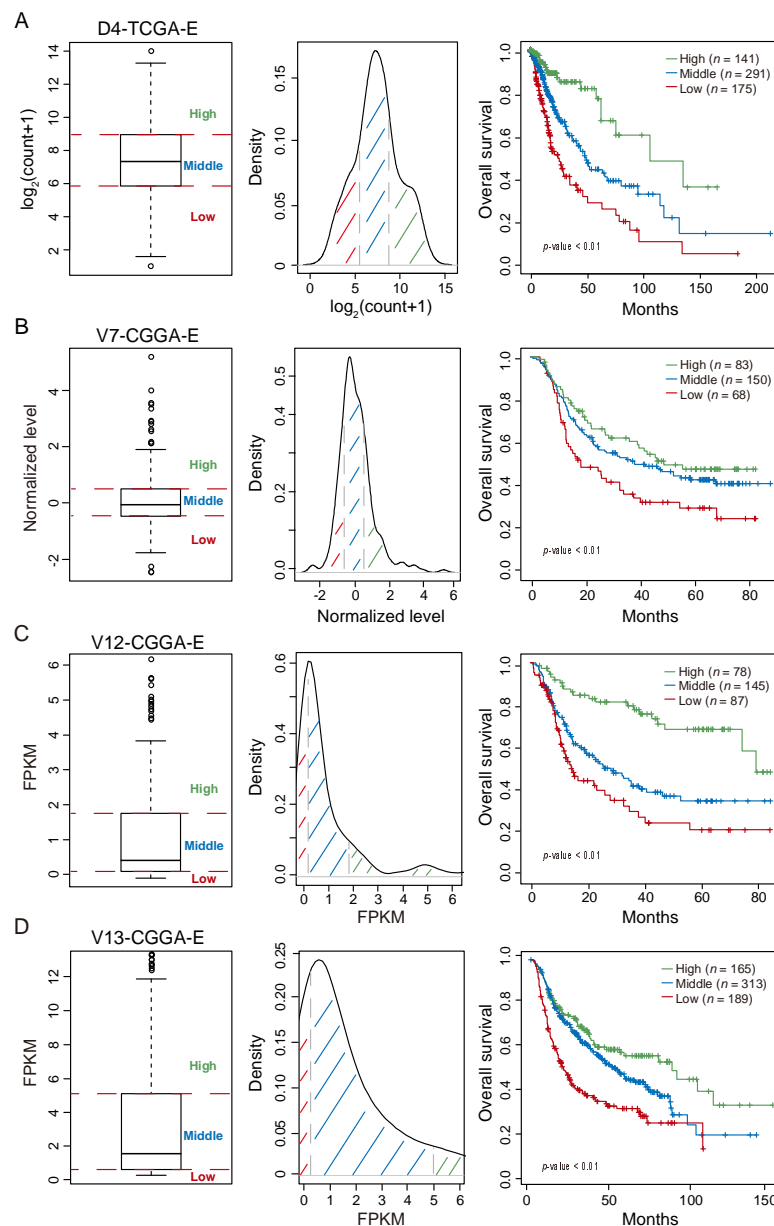 A
D4-TCGA-E
log2(count+1)
14
12
10
8
6
4
2
High
Middle
Low
Density
0.15
0.10
0.05
0
0 5 10 15
log2(count+1)
Overall survival
1.0
0.8
0.6
0.4
0.2
0.0
High (n = 141)
Middle (n = 291)
Low (n = 175)
p-value < 0.01
0 50 100 150 200
Months
B
V7-CGGA-E
Normalized level
4
2
0
-2
High
Middle
Low
Density
0.5
0.4
0.3
0.2
0.1
0.00
-2 0 2 4 6
Normalized level
Overall survival
1.0
0.8
0.6
0.4
0.2
0.0
High (n = 83)
Middle (n = 150)
Low (n = 68)
p-value < 0.01
0 20 40 60 80
Months
C
V12-CGGA-E
FPKM
6
5
4
3
2
1
0
High
Middle
Low
Density
0.6
0.4
0.3
0.2
0.1
0.0
0 1 2 3 4 5 6
FPKM
Overall survival
1.0
0.8
0.6
0.4
0.2
0.0
High (n = 78)
Middle (n = 145)
Low (n = 87)
p-value < 0.01
0 20 40 60 80
Months
D
V13-CGGA-E
FPKM
12
10
8
6
4
2
0
High
Middle
Low
Density
0.25
0.20
0.15
0.10
0.05
0.00
0 1 2 3 4 5 6
FPKM
Overall survival
1.0
0.8
0.6
0.4
0.2
0.0
High (n = 165)
Middle (n = 313)
Low (n = 189)
p-value < 0.01
0 50 100 150
Months